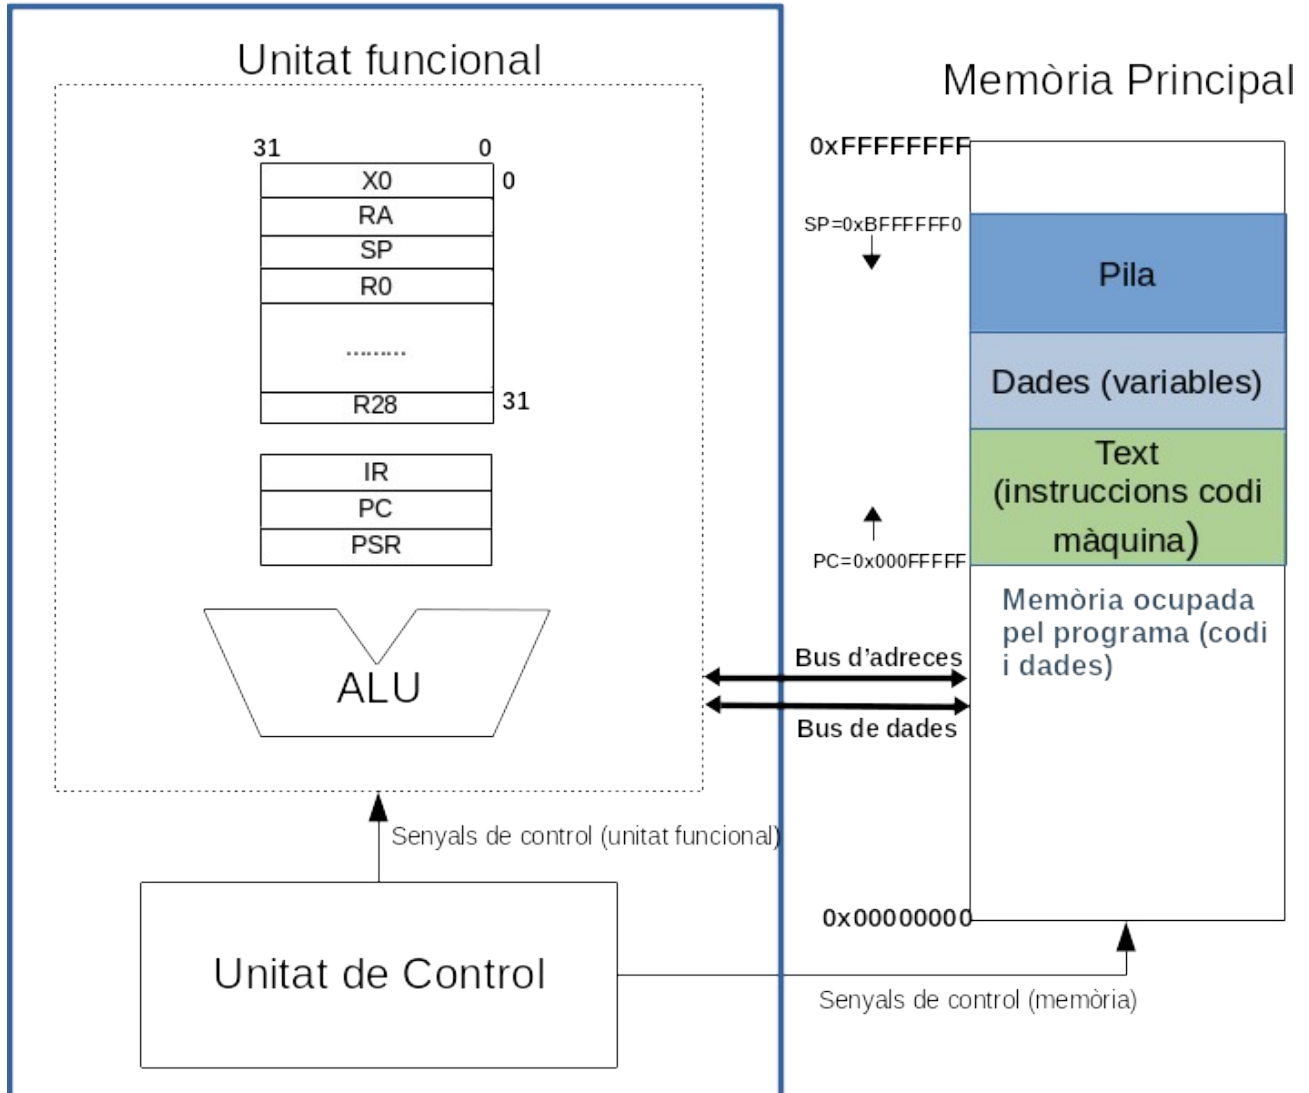 Unitat funcional
Memòria Principal
31 0
X0 0
RA
SP
R0
.........
R28 31
IR
PC
PSR
ALU
0xFFFFFFFF
SP=0xBFFFFFF0
Pila
Dades (variables)
Text
(instruccions codi
màquina)
PC=0x000FFFFF
Memòria ocupada
pel programa (codi
i dades)
Bus d'adreces
Bus de dades
Senyals de control (unitat funcional)
0x00000000
Unitat de Control
Senyals de control (memòria)